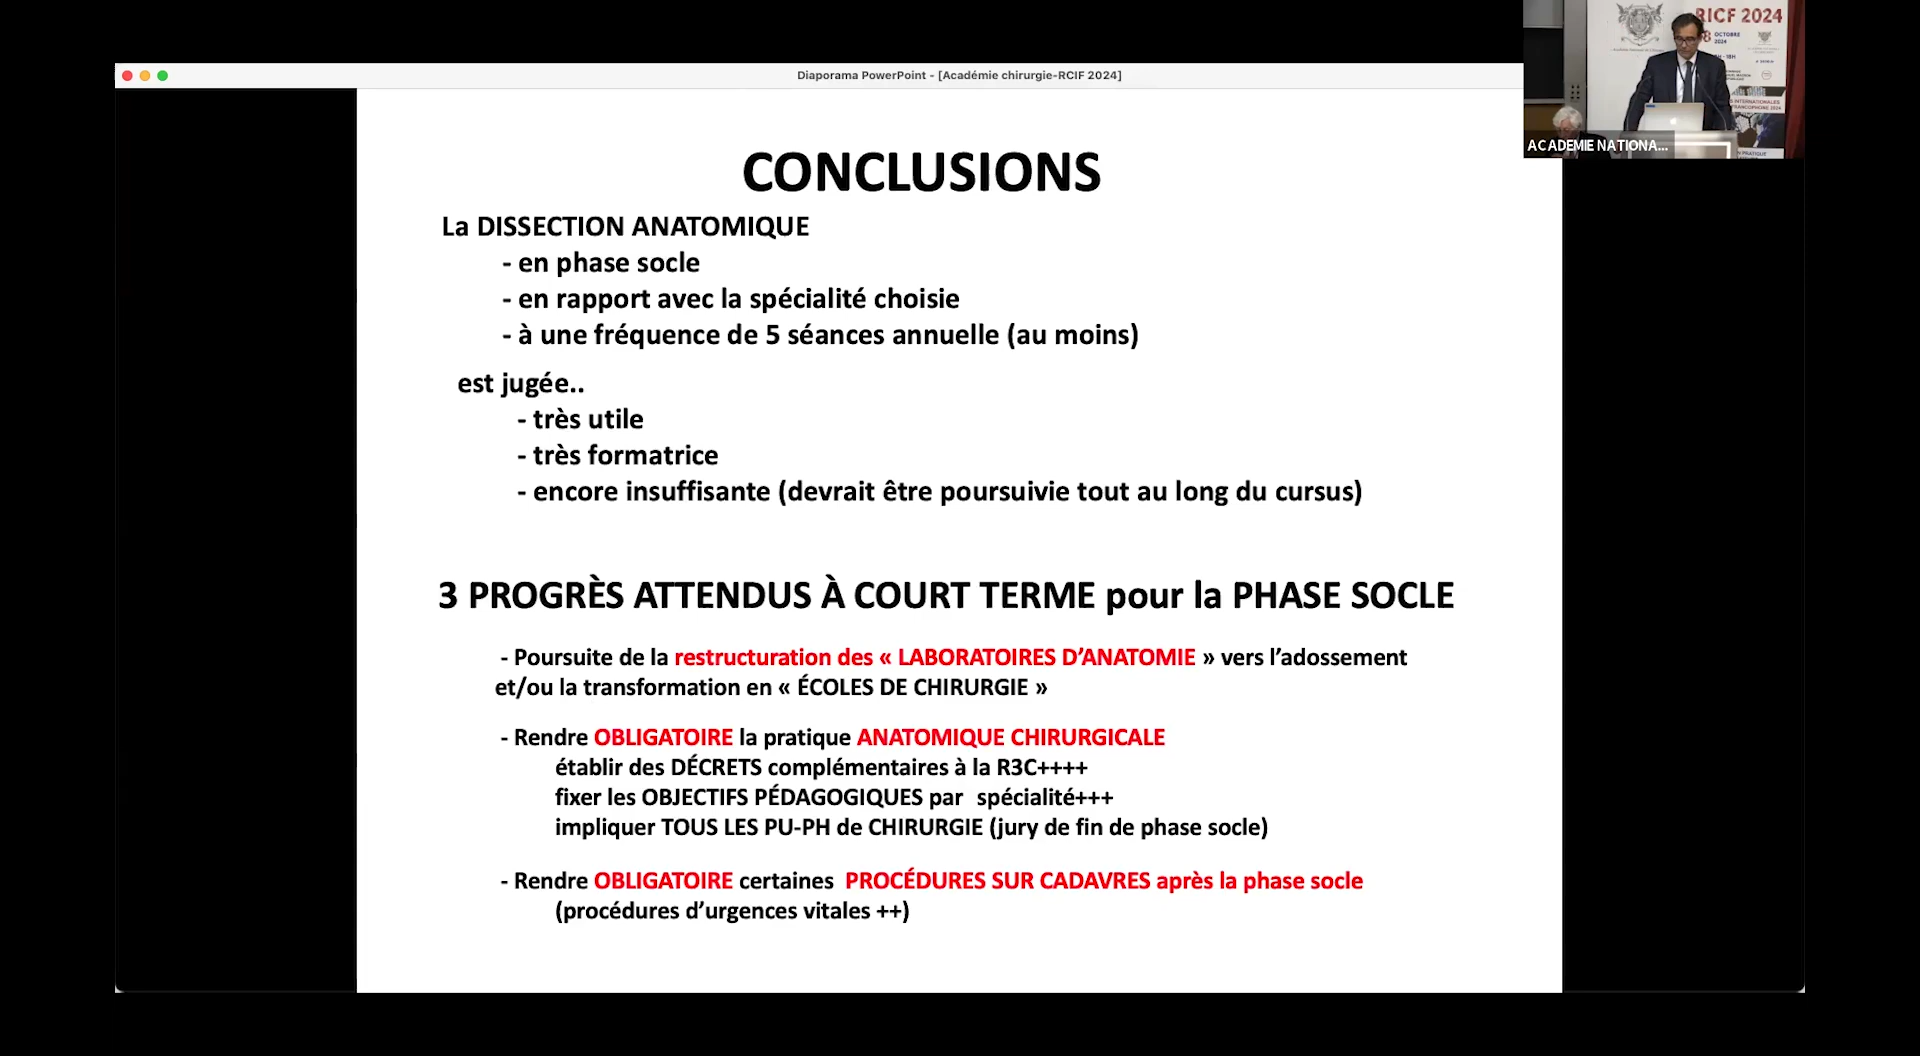 Diaporama PowerPoint - [Académie chirurgie-RCIF 2024]
RICF 2024
OCTOBRE
2024
ACADEMIE NATIONA...
CONCLUSIONS
La DISSECTION ANATOMIQUE
- en phase socle
- en rapport avec la spécialité choisie
- à une fréquence de 5 séances annuelle (au moins)
est jugée..
- très utile
- très formatrice
- encore insuffisante (devrait être poursuivie tout au long du cursus)
3 PROGRÈS ATTENDUS À COURT TERME pour la PHASE SOCLE
- Poursuite de la restructuration des « LABORATOIRES D’ANATOMIE » vers l’adossement
et/ou la transformation en « ÉCOLES DE CHIRURGIE »
- Rendre OBLIGATOIRE la pratique ANATOMIQUE CHIRURGICALE
établir des DÉCRETS complémentaires à la R3C++++
fixer les OBJECTIFS PÉDAGOGIQUES par spécialité+++
impliquer TOUS LES PU-PH de CHIRURGIE (jury de fin de phase socle)
- Rendre OBLIGATOIRE certaines PROCÉDURES SUR CADAVRES après la phase socle
(procédures d’urgences vitales ++)